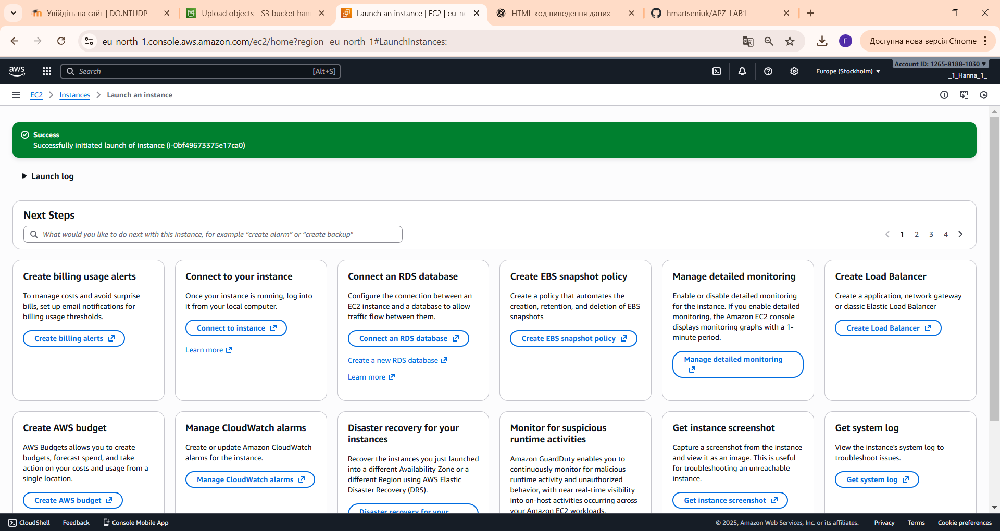 Увійдіть на сайт | DO.NTUDP
Upload objects - S3 bucket han
Launch an instance | EC2 | eu-no
HTML код виведення даних
hmartseniuk/APZ_LAB1
eu-north-1.console.aws.amazon.com/ec2/home?region=eu-north-1#LaunchInstances:
Г
Доступна нова версія Chrome
aws
Search
[Alt+S]
Europe (Stockholm)
Account ID: 1265-8188-1030
_1_Hanna_1_
EC2
Instances
Launch an instance
Success
Successfully initiated launch of instance (i-0bf49673375e17ca0)
Launch log
Next Steps
What would you like to do next with this instance, for example “create alarm” or “create backup”
1 2 3 4
Create billing usage alerts
To manage costs and avoid surprise
bills, set up email notifications for
billing usage thresholds.
Create billing alerts
Connect to your instance
Once your instance is running, log into
it from your local computer.
Connect to instance
Learn more
Connect an RDS database
Configure the connection between an
EC2 instance and a database to allow
traffic flow between them.
Connect an RDS database
Create a new RDS database
Learn more
Create EBS snapshot policy
Create a policy that automates the
creation, retention, and deletion of EBS
snapshots
Create EBS snapshot policy
Manage detailed monitoring
Enable or disable detailed monitoring
for the instance. If you enable detailed
monitoring, the Amazon EC2 console
displays monitoring graphs with a 1-
minute period.
Manage detailed monitoring
Create Load Balancer
Create a application, network gateway
or classic Elastic Load Balancer
Create Load Balancer
Create AWS budget
AWS Budgets allows you to create
budgets, forecast spend, and take
action on your costs and usage from a
single location.
Create AWS budget
Manage CloudWatch alarms
Create or update Amazon CloudWatch
alarms for the instance.
Manage CloudWatch alarms
Disaster recovery for your
instances
Recover the instances you just launched
into a different Availability Zone or a
different Region using AWS Elastic
Disaster Recovery (DRS).
Disaster recovery for your
Monitor for suspicious
runtime activities
Amazon GuardDuty enables you to
continuously monitor for malicious
runtime activity and unauthorized
behavior, with near real-time visibility
into on-host activities occurring across
your Amazon EC2 workloads.
Get instance screenshot
Capture a screenshot from the instance
and view it as an image. This is useful
for troubleshooting an unreachable
instance.
Get instance screenshot
Get system log
View the instance's system log to
troubleshoot issues.
Get system log
CloudShell
Feedback
Console Mobile App
© 2025, Amazon Web Services, Inc. or its affiliates.
Privacy
Terms
Cookie preferences